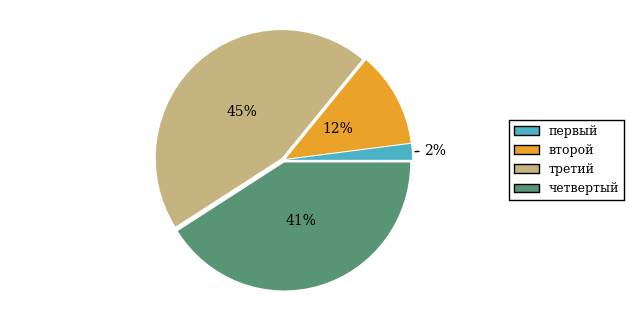 45%
12%
2%
41%
первый
второй
третий
четвертый